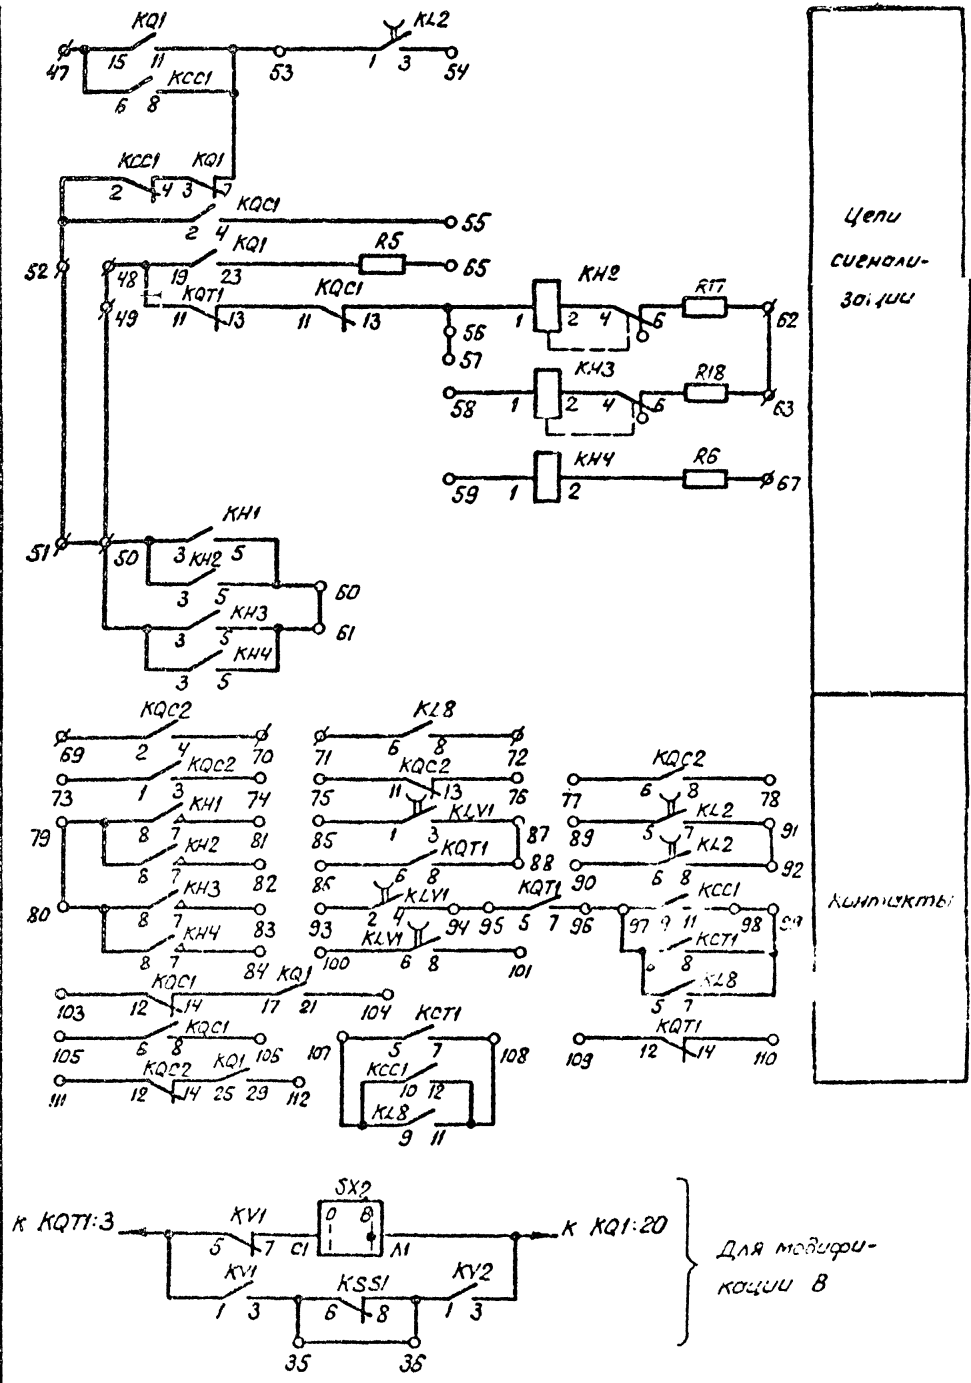 KQ1 KL2
47 15 11 53 1 3 54
KCC1
6 8
KCC1 KQ1
2 4 3 7
KQC1
2 4 55
52 48 KQ1 R5 65
19 23
49 KQT1 KQC1 KH2 R17
11 13 11 13 1 2 4 6 62
56
57
KH3 R18
58 1 2 4 6 63
KH4 R6
59 1 2 67
Цепи
сигнали-
зации
KH1
51 50 3 5
KH2
3 5 60
KH3
3 5 61
KH4
3 5
KQC2 KL8
69 2 4 70 71 6 8 72
KQC2 KQC2 KQC2
73 1 3 74 75 11 13 76 77 6 8 78
KH1 KLV1 KL2
79 8 7 81 85 1 3 87 89 5 7 91
KH2 KQT1 KL2
8 7 82 6 8 88 90 6 8 92
KH3 KLV1 KQT1 KCC1
80 8 7 83 93 2 4 94 95 5 7 96 97 9 11 98
Контакты
KH4 KLV1 KCT1
8 7 84 100 6 8 101 8
KL8
5 7
KQC1 KQ1
103 12 14 17 21 104
KQC1 KCT1 KQT1
105 6 8 106 107 5 7 108 109 12 14 110
KQC2 KQ1 KCC1
111 12 14 25 29 112 10 12
KL8
9 11
SX2
К KQT1:3 KV1 O В К KQ1:20
5 7 C1 Л1
KV1 KSS1 KV2
1 3 6 8 1 3
35 36
Для модифи-
кации В